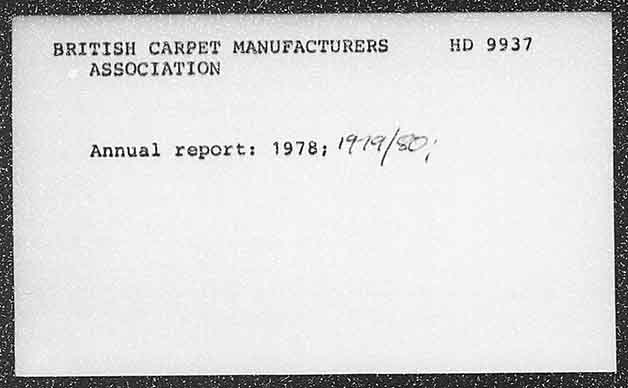 BRITISH CARPET MANUFACTURERS HD 9937
ASSOCIATION
Annual report: 1978; 1979/80;